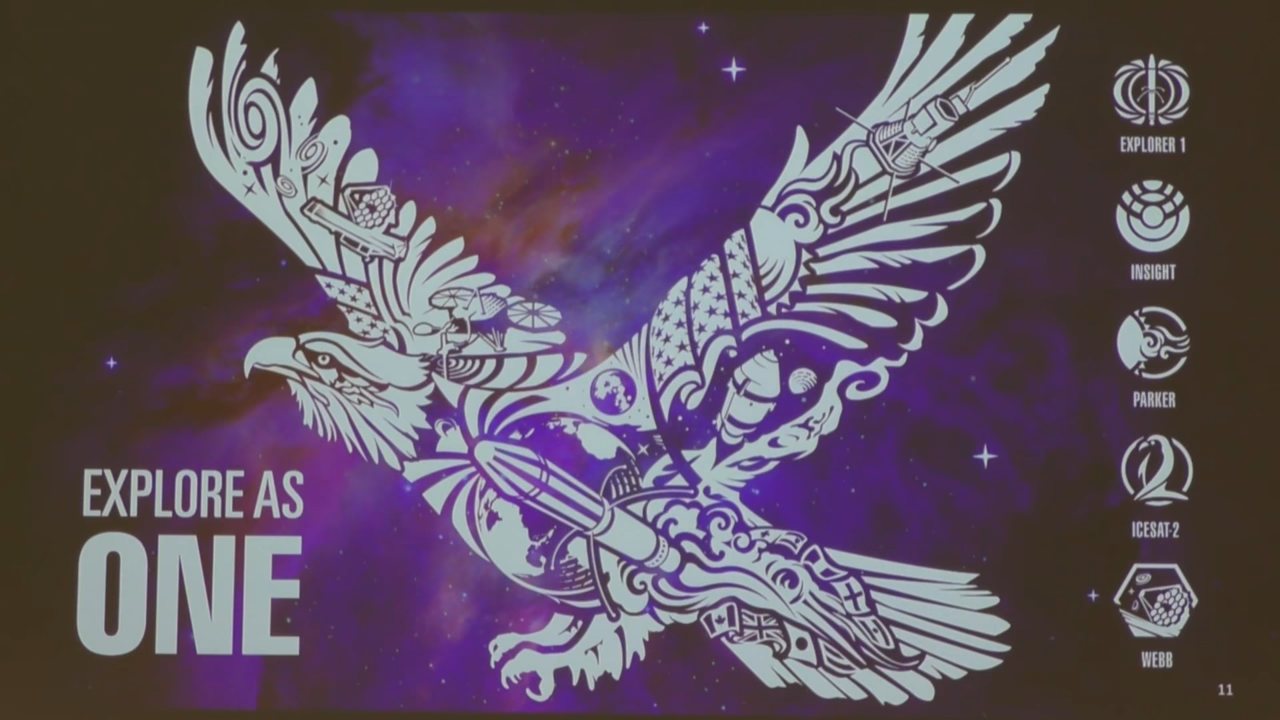 EXPLORE AS
ONE
EXPLORER 1
INSIGHT
PARKER
ICESAT-2
WEBB
11